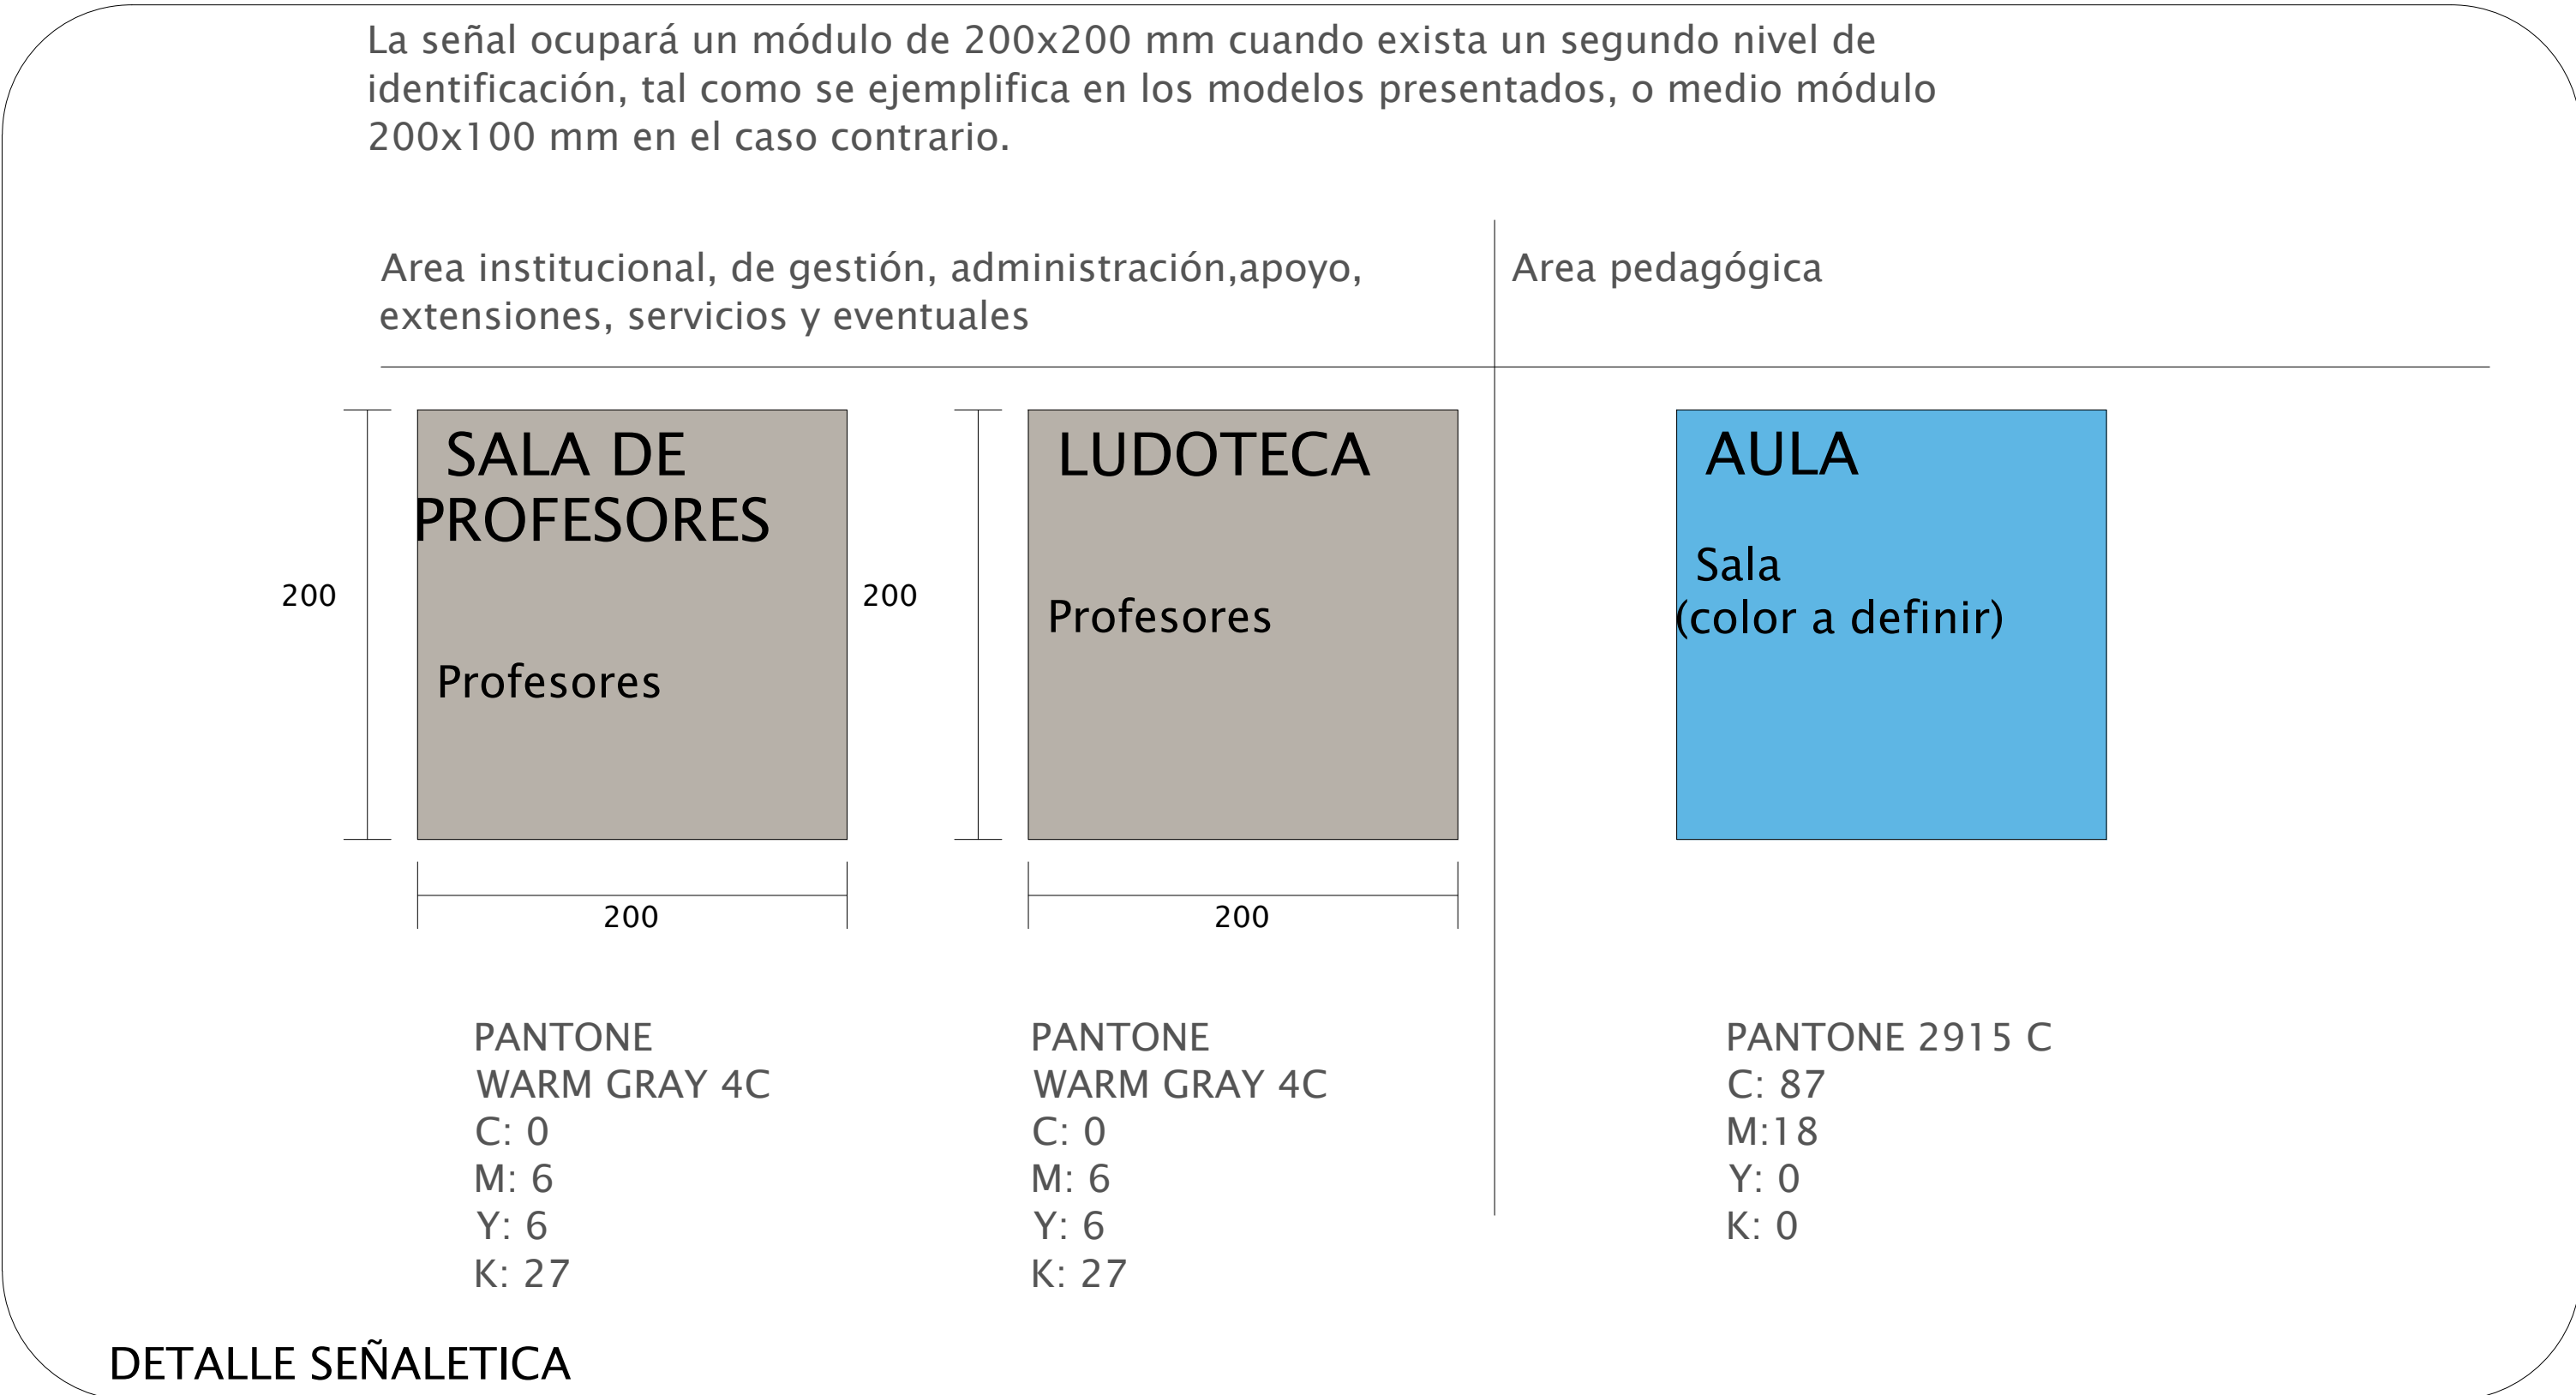 La señal ocupará un módulo de 200x200 mm cuando exista un segundo nivel de
identificación, tal como se ejemplifica en los modelos presentados, o medio módulo
200x100 mm en el caso contrario.
Area institucional, de gestión, administración,apoyo,
extensiones, servicios y eventuales
Area pedagógica
SALA DE
PROFESORES
Profesores
200
200
LUDOTECA
Profesores
200
200
AULA
Sala
(color a definir)
PANTONE
WARM GRAY 4C
C: 0
M: 6
Y: 6
K: 27
PANTONE
WARM GRAY 4C
C: 0
M: 6
Y: 6
K: 27
PANTONE 2915 C
C: 87
M:18
Y: 0
K: 0
DETALLE SEÑALETICA